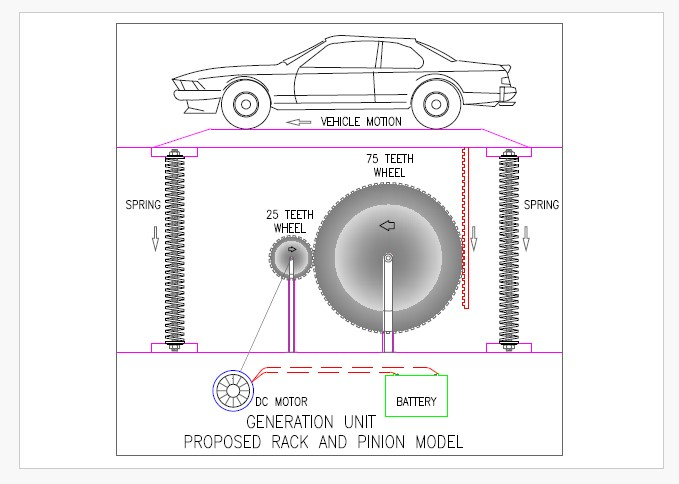 VEHICLE MOTION
75 TEETH
WHEEL
SPRING
25 TEETH
WHEEL
SPRING
DC MOTOR
BATTERY
GENERATION UNIT
PROPOSED RACK AND PINION MODEL